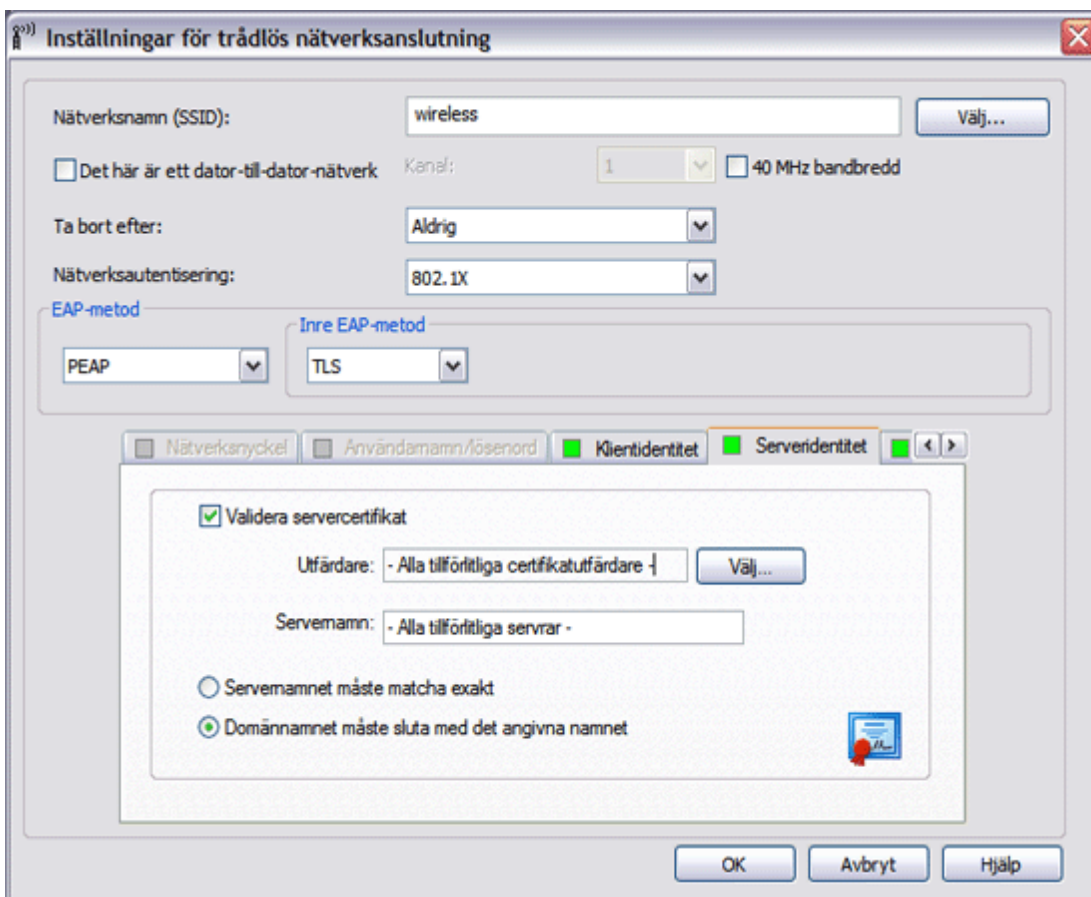 Inställningar för trådlös nätverksanslutning
Nätverksnamn (SSID): wireless Välj...
Det här är ett dator-till-dator-nätverk Kanal: 1 40 MHz bandbredd
Ta bort efter: Aldrig
Nätverksautentisering: 802.1X
EAP-metod
Inre EAP-metod
PEAP TLS
Nätverksnyckel Användarnamn/lösenord Klientidentitet Serveridentitet
Validera servercertifikat
Utfärdare: - Alla tillförlitliga certifikatutfärdare - Välj...
Servernamn: - Alla tillförlitliga servrar -
Servernamnet måste matcha exakt
Domännamnet måste sluta med det angivna namnet
OK Avbryt Hjälp